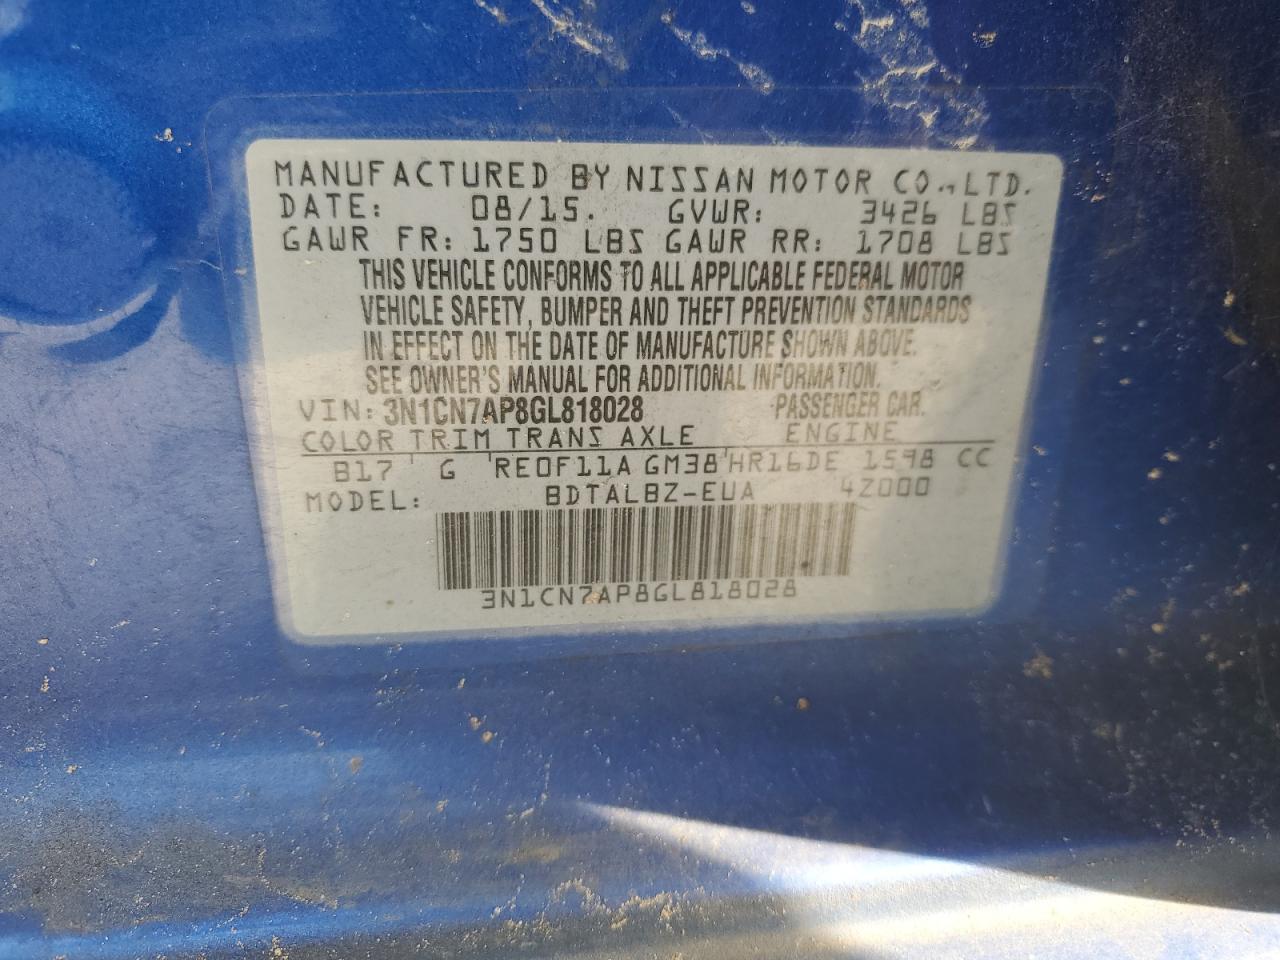 MANUFACTURED BY NISSAN MOTOR CO., LTD.
DATE: 08/15. GVWR: 3426 LBS
GAWR FR: 1750 LBS GAWR RR: 1708 LBS
THIS VEHICLE CONFORMS TO ALL APPLICABLE FEDERAL MOTOR
VEHICLE SAFETY, BUMPER AND THEFT PREVENTION STANDARDS
IN EFFECT ON THE DATE OF MANUFACTURE SHOWN ABOVE.
SEE OWNER'S MANUAL FOR ADDITIONAL INFORMATION.
VIN: 3N1CN7AP8GL818028 PASSENGER CAR.
COLOR TRIM TRANS AXLE ENGINE
B17 G RE0F11A GM38 HR16DE 1598 CC
MODEL: BDTALBZ-EUA 4Z000
3N1CN7AP8GL818028